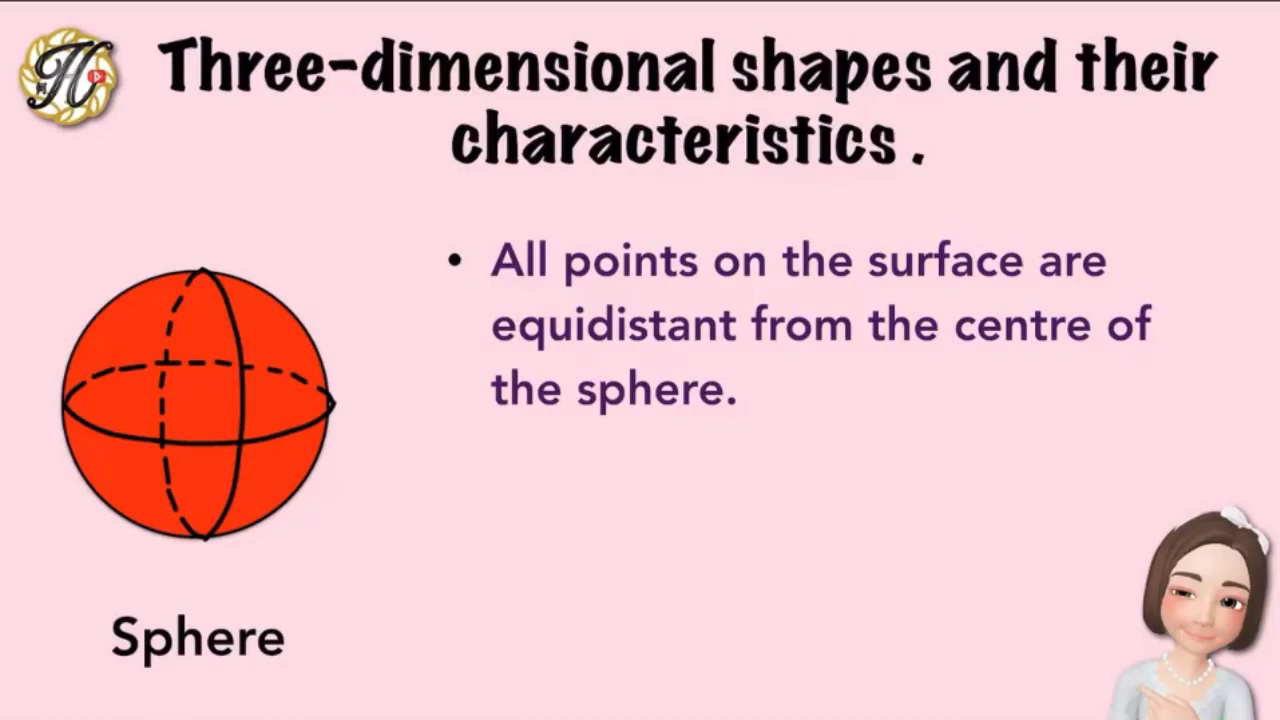 Three-dimensional shapes and their
characteristics .
• All points on the surface are
equidistant from the centre of
the sphere.
Sphere